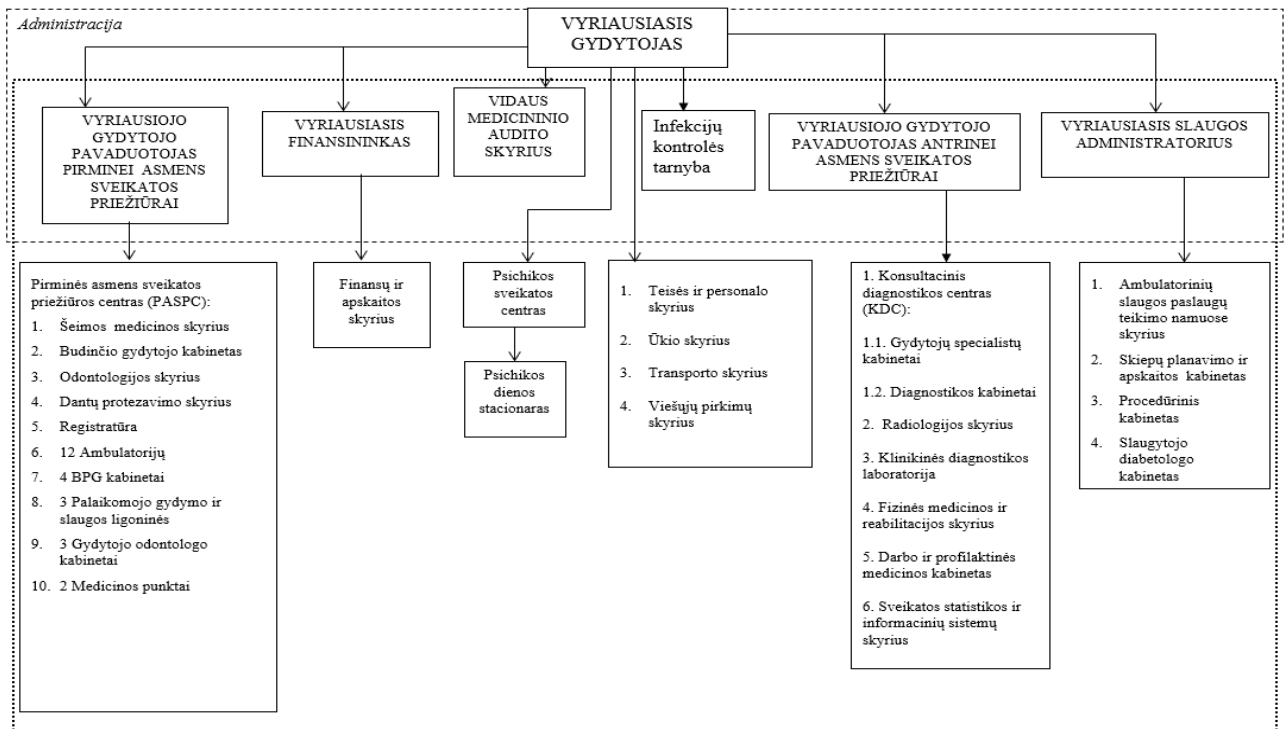 Administracija
VYRIAUSIASIS
GYDYTOJAS
VYRIAUSIOJO
GYDYTOJO
PAVADUOTOJAS
PIRMINEI ASMENS
SVEIKATOS
PRIEŽIŪRAI
VYRIAUSIASIS
FINANSININKAS
VIDAUS
MEDICININIO
AUDITO
SKYRIUS
Infekcijų
kontrolės
tarnyba
VYRIAUSIOJO GYDYTOJO
PAVADUOTOJAS ANTRINEI
ASMENS SVEIKATOS
PRIEŽIŪRAI
VYRIAUSIASIS SLAUGOS
ADMINISTRATORIUS
Pirminės asmens sveikatos
priežiūros centras (PASPC):
1. Šeimos medicinos skyrius
2. Budinčio gydytojo kabinetas
3. Odontologijos skyrius
4. Dantų protezavimo skyrius
5. Registratūra
6. 12 Ambulatorijų
7. 4 BPG kabinetai
8. 3 Palaikomojo gydymo ir
slaugos ligoninės
9. 3 Gydytojo odontologo
kabinetai
10. 2 Medicinos punktai
Finansų ir
apskaitos
skyrius
Psichikos
sveikatos
centras
Psichikos
dienos
stacionaras
1. Teisės ir personalo
skyrius
2. Ūkio skyrius
3. Transporto skyrius
4. Viešųjų pirkimų
skyrius
1. Konsultacinis
diagnostikos centras
(KDC):
1.1. Gydytojų specialistų
kabinetai
1.2. Diagnostikos kabinetai
2. Radiologijos skyrius
3. Klinikinės diagnostikos
laboratorija
4. Fizinės medicinos ir
reabilitacijos skyrius
5. Darbo ir profilaktinės
medicinos kabinetas
6. Sveikatos statistikos ir
informacinių sistemų
skyrius
1. Ambulatorinių
slaugos paslaugų
teikimo namuose
skyrius
2. Skiepų planavimo ir
apskaitos kabinetas
3. Procedūrinis
kabinetas
4. Slaugytojo
diabetologo
kabinetas